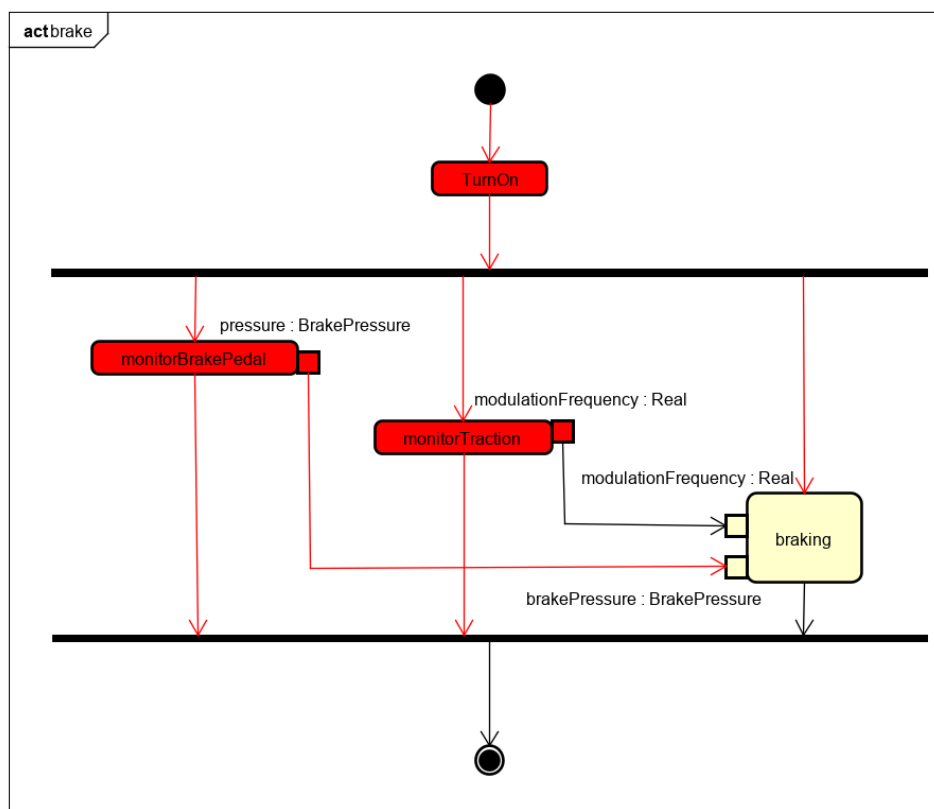 act brake
TurnOn
pressure : BrakePressure
monitorBrakePedal
modulationFrequency : Real
monitorTraction
modulationFrequency : Real
braking
brakePressure : BrakePressure